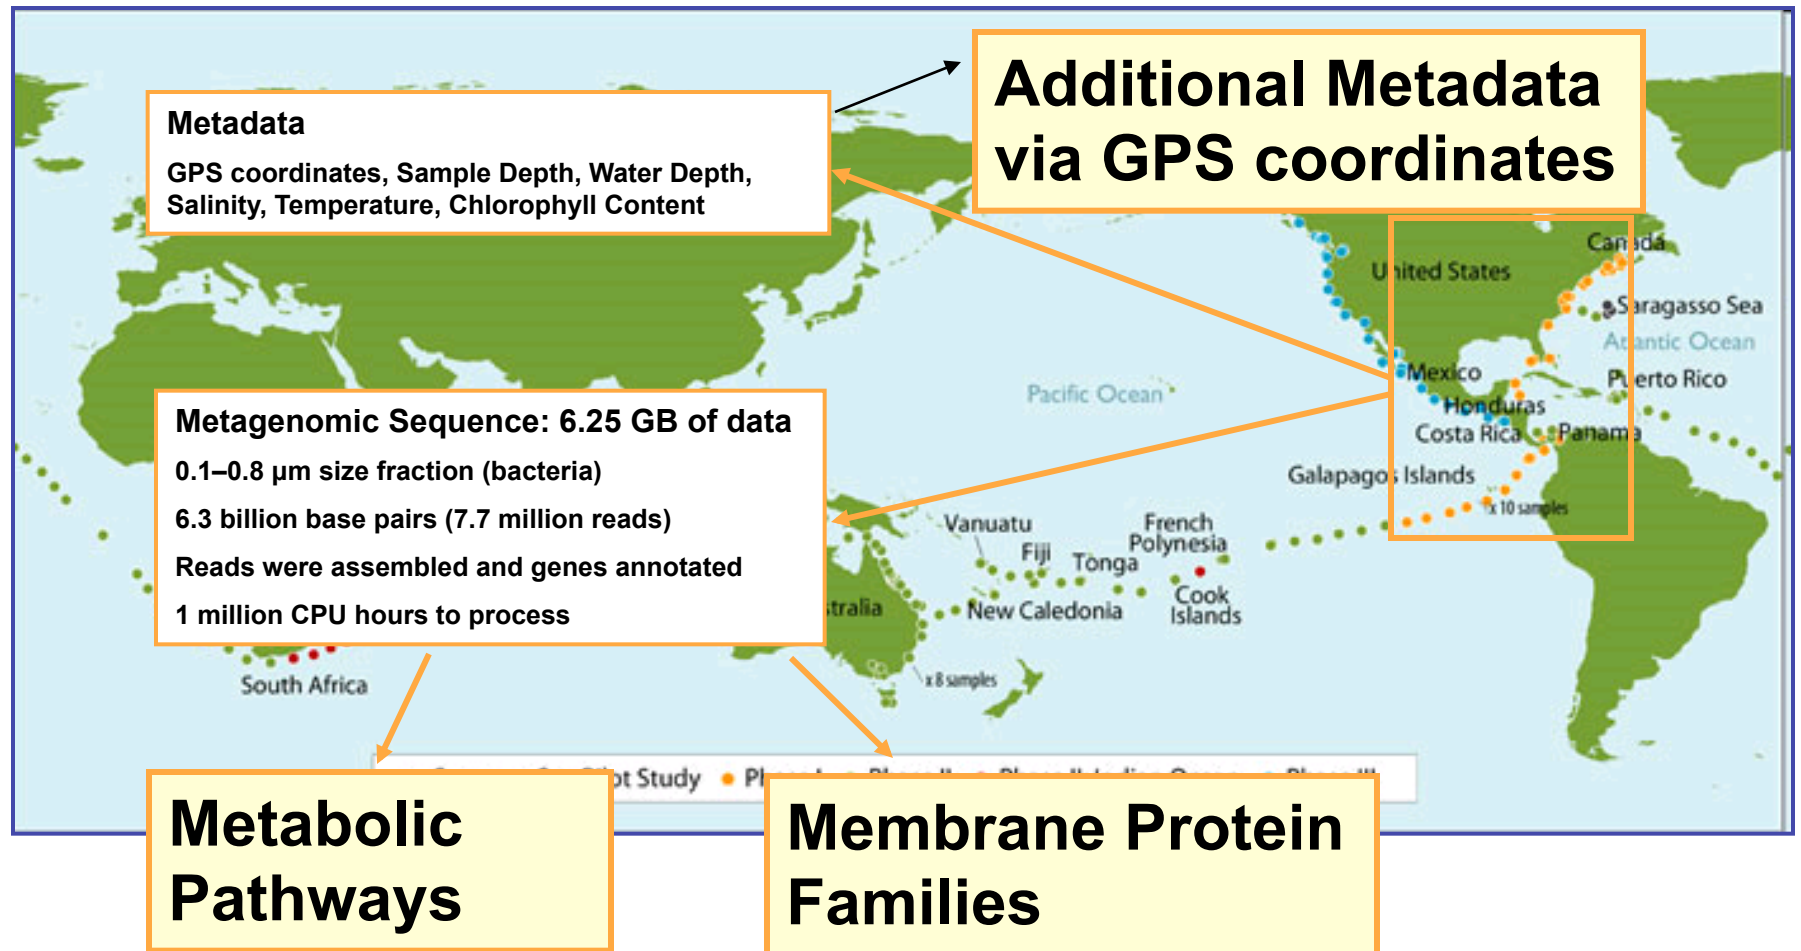 Additional Metadata
via GPS coordinates
Metadata
GPS coordinates, Sample Depth, Water Depth,
Salinity, Temperature, Chlorophyll Content
Canada
United States
Saragasso Sea
Atlantic Ocean
Mexico
Puerto Rico
Pacific Ocean
Honduras
Costa Rica
Panama
Galapagos Islands
x 10 samples
Metagenomic Sequence: 6.25 GB of data
0.1–0.8 µm size fraction (bacteria)
6.3 billion base pairs (7.7 million reads)
Reads were assembled and genes annotated
1 million CPU hours to process
Vanuatu
Fiji
Tonga
French
Polynesia
New Caledonia
Cook
Islands
stralia
South Africa
x 8 samples
Study
Metabolic
Pathways
Membrane Protein
Families